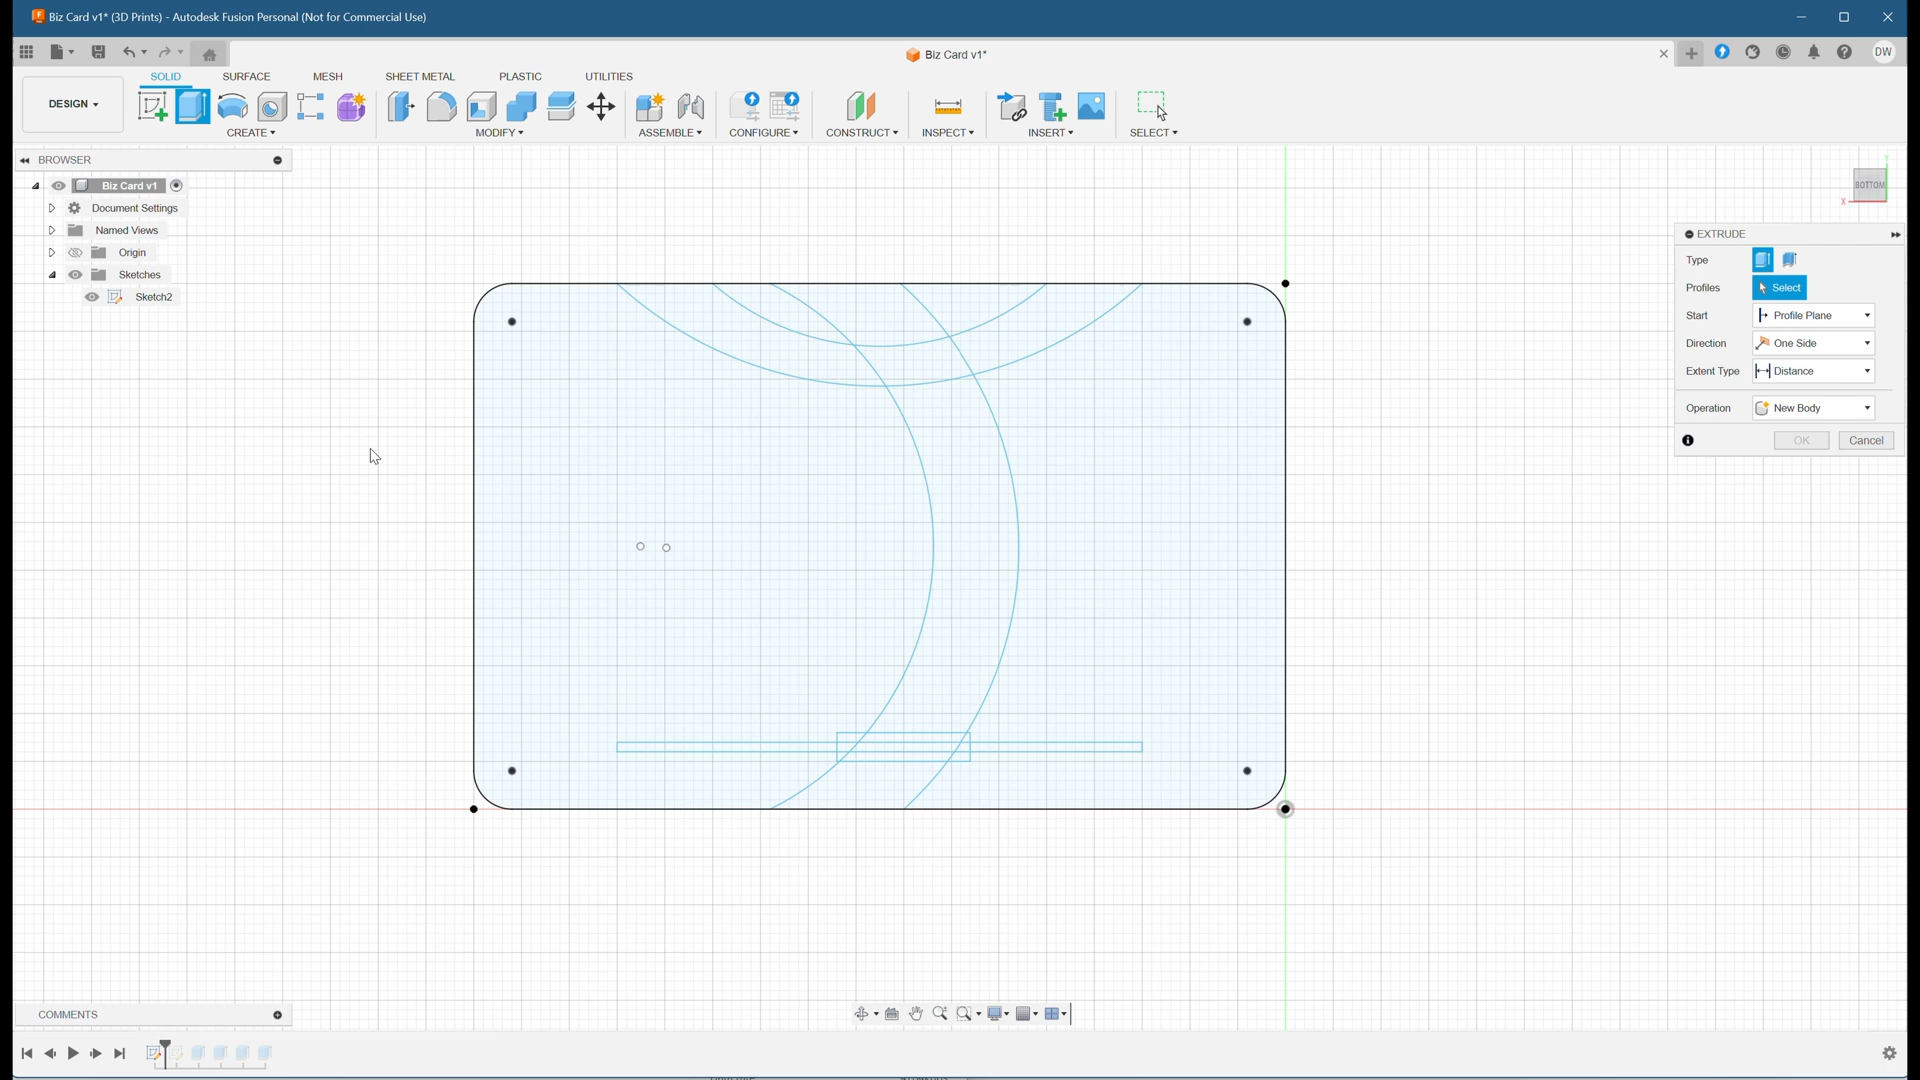 Biz Card v1* (3D Prints) - Autodesk Fusion Personal (Not for Commercial Use)
Biz Card v1*
DW
SOLID SURFACE MESH SHEET METAL PLASTIC UTILITIES
DESIGN
CREATE MODIFY ASSEMBLE CONFIGURE CONSTRUCT INSPECT INSERT SELECT
BROWSER
Biz Card v1
Document Settings
Named Views
Origin
Sketches
Sketch2
Y
BOTTOM
X
EXTRUDE
Type
Profiles Select
Start Profile Plane
Direction One Side
Extent Type Distance
Operation New Body
OK Cancel
COMMENTS